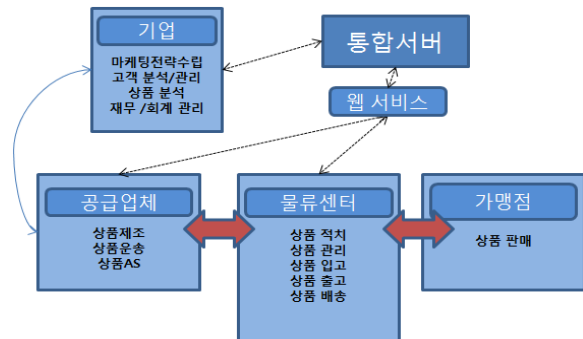 기업
마케팅전략수립
고객 분석/관리
상품 분석
재무 /회계 관리
통합서버
웹 서비스
공급업체
상품제조
상품운송
상품AS
물류센터
상품 적치
상품 관리
상품 입고
상품 출고
상품 배송
가맹점
상품 판매